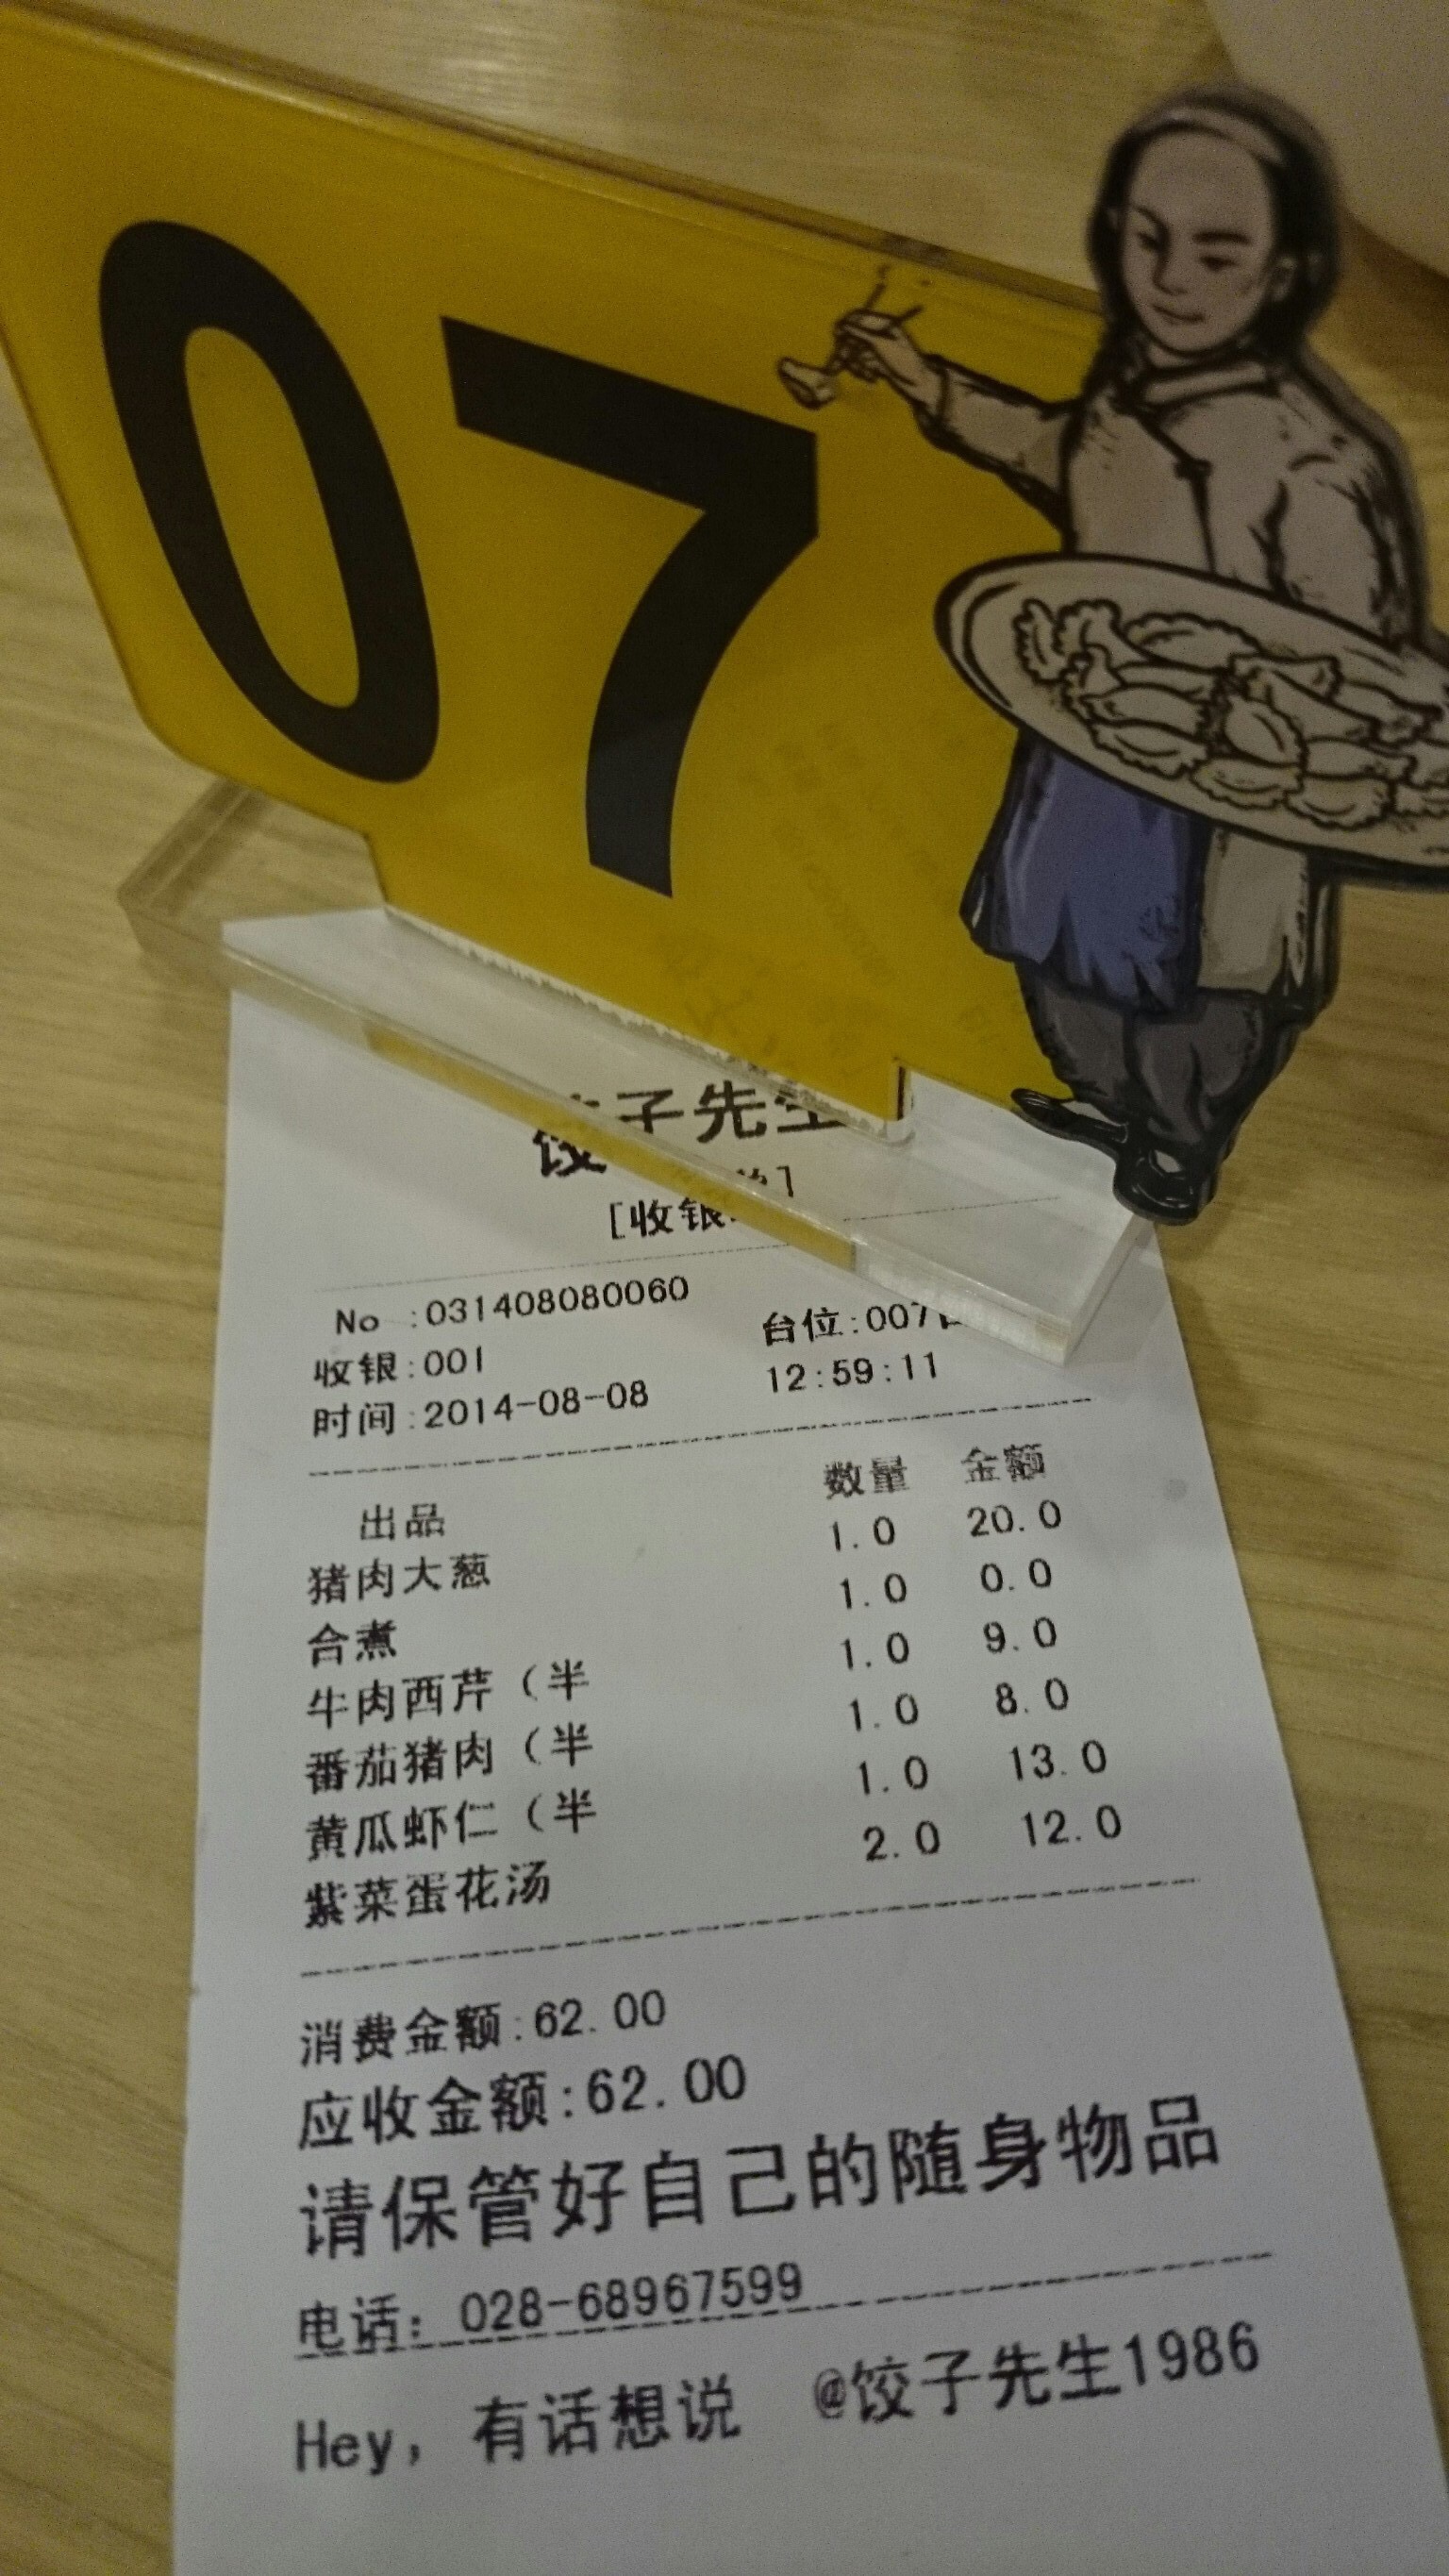 07
饺子先生
[收银
No :031408080060
收银:001 台位:007
时间:2014-08-08 12:59:11
出品 数量 金额
猪肉大葱 1.0 20.0
合煮 1.0 0.0
牛肉西芹（半 1.0 9.0
番茄猪肉（半 1.0 8.0
黄瓜虾仁（半 1.0 13.0
紫菜蛋花汤 2.0 12.0
消费金额:62.00
应收金额:62.00
请保管好自己的随身物品
电话：028-68967599
Hey，有话想说 @饺子先生1986